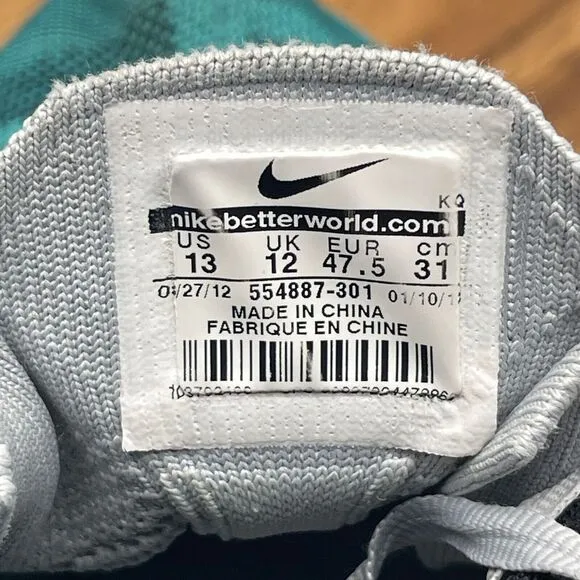 KQ
nikebetterworld.com
US UK EUR cm
13 12 47.5 31
554887-301
MADE IN CHINA
FABRIQUE EN CHINE